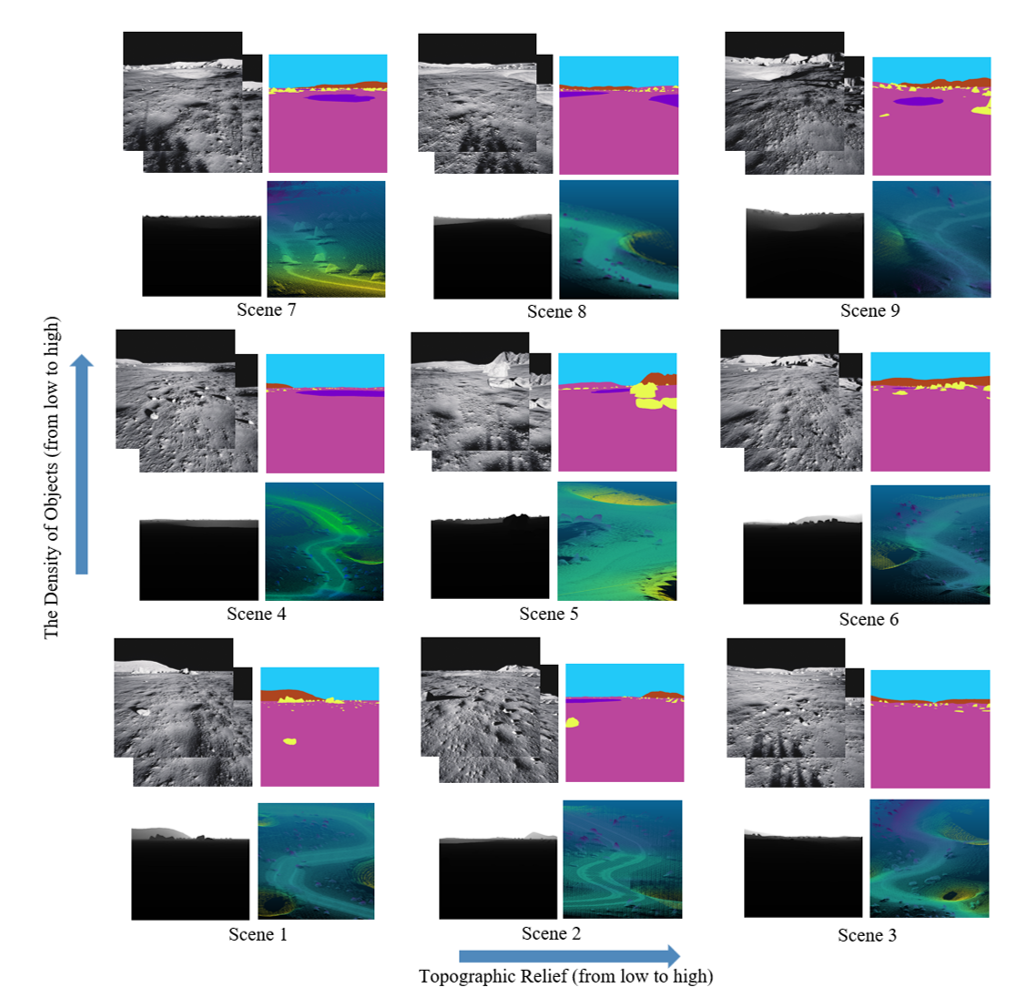 Scene 7
Scene 8
Scene 9
The Density of Objects (from low to high)
Scene 4
Scene 5
Scene 6
Scene 1
Scene 2
Scene 3
Topographic Relief (from low to high)